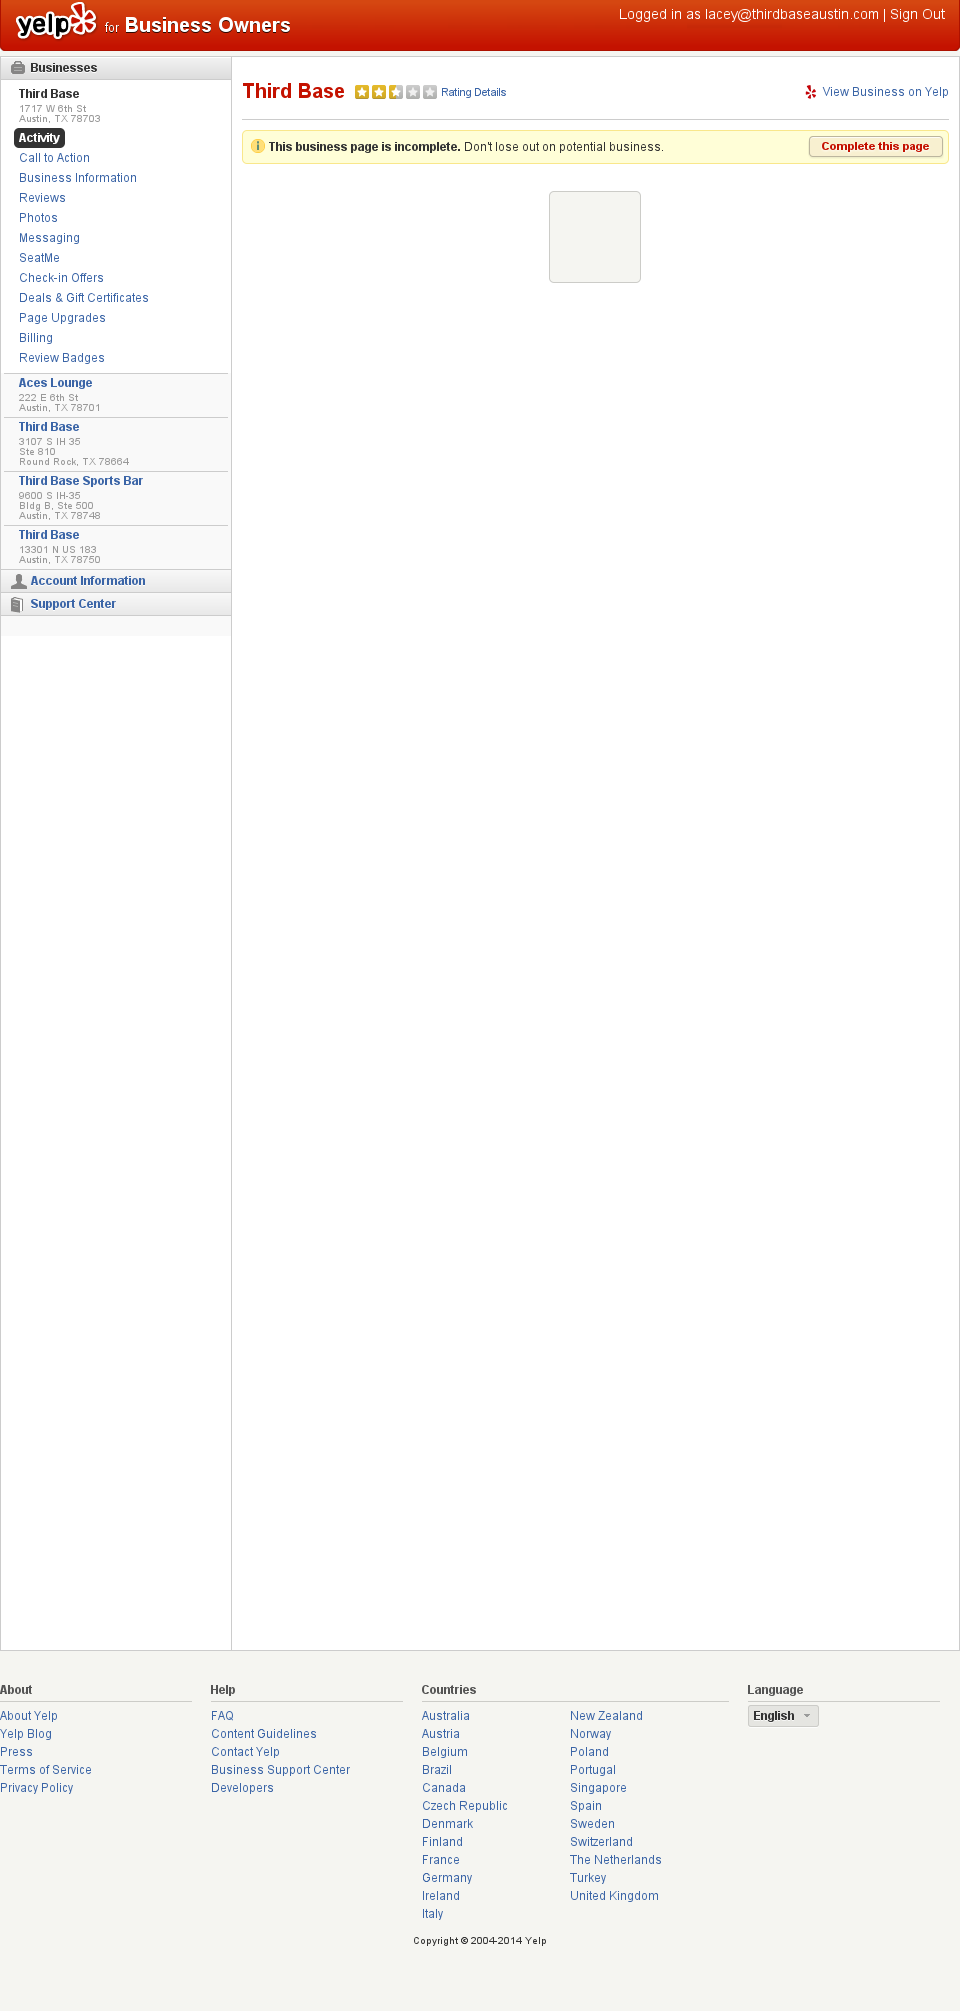 yelp for Business Owners
Logged in as lacey@thirdbaseaustin.com | Sign Out
Businesses
Third Base
1717 W 6th St
Austin, TX 78703
Activity
Call to Action
Business Information
Reviews
Photos
Messaging
SeatMe
Check-in Offers
Deals & Gift Certificates
Page Upgrades
Billing
Review Badges
Aces Lounge
222 E 6th St
Austin, TX 78701
Third Base
3107 S IH 35
Ste 810
Round Rock, TX 78664
Third Base Sports Bar
9600 S IH-35
Bldg B, Ste 500
Austin, TX 78748
Third Base
13301 N US 183
Austin, TX 78750
Account Information
Support Center
Third Base Rating Details
View Business on Yelp
This business page is incomplete. Don't lose out on potential business.
Complete this page
About
About Yelp
Yelp Blog
Press
Terms of Service
Privacy Policy
Help
FAQ
Content Guidelines
Contact Yelp
Business Support Center
Developers
Countries
Australia
Austria
Belgium
Brazil
Canada
Czech Republic
Denmark
Finland
France
Germany
Ireland
Italy
New Zealand
Norway
Poland
Portugal
Singapore
Spain
Sweden
Switzerland
The Netherlands
Turkey
United Kingdom
Language
English
Copyright © 2004-2014 Yelp